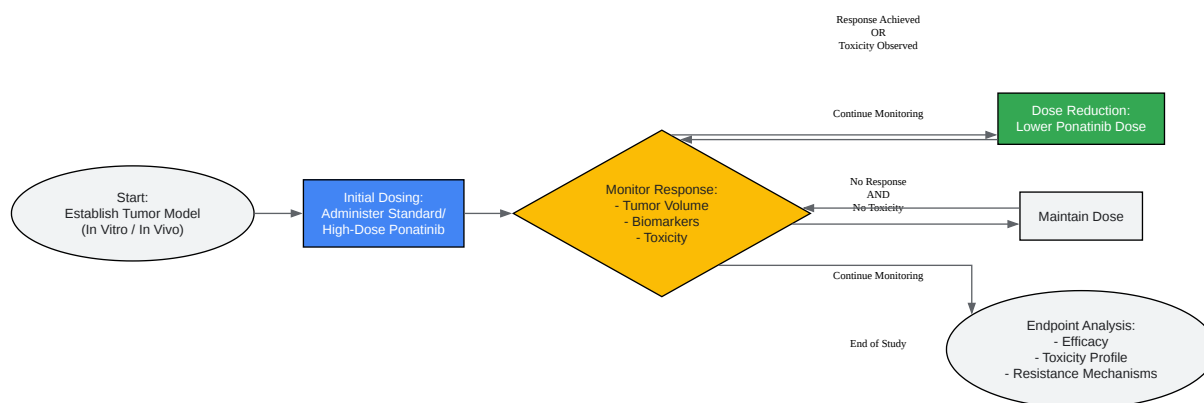 Response Achieved
OR
Toxicity Observed
Continue Monitoring
Dose Reduction:
Lower Ponatinib Dose
Start:
Establish Tumor Model
(In Vitro / In Vivo)
Initial Dosing:
Administer Standard/
High-Dose Ponatinib
Monitor Response:
- Tumor Volume
- Biomarkers
- Toxicity
No Response
AND
No Toxicity
Maintain Dose
Continue Monitoring
End of Study
Endpoint Analysis:
- Efficacy
- Toxicity Profile
- Resistance Mechanisms